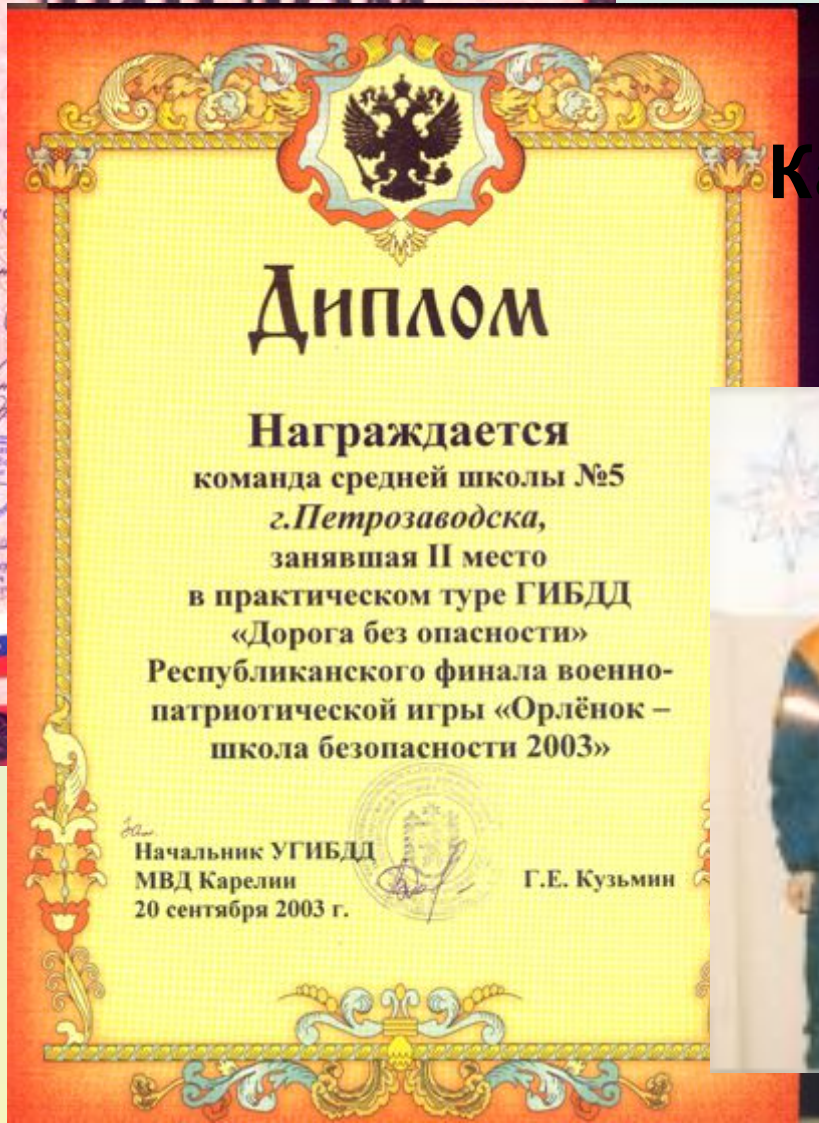 Диплом
Награждается
команда средней школы №5
г.Петрозаводска,
занявшая II место
в практическом туре ГИБДД
«Дорога без опасности»
Республиканского финала военно-
патриотической игры «Орлёнок –
школа безопасности 2003»
Начальник УГИБДД
МВД Карелии
Г.Е. Кузьмин
20 сентября 2003 г.